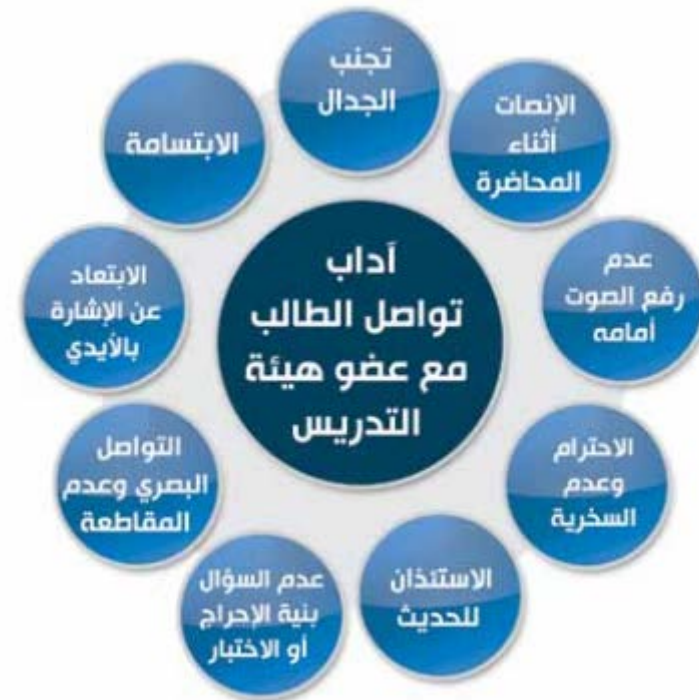 آداب
تواصل الطالب
مع عضو هيئة
التدريس
تجنب
الجدال
الإنصات
أثناء
المحاضرة
عدم
رفع الصوت
أمامه
الاحترام
وعدم
السخرية
الاستئذان
للحديث
عدم السؤال
بنية الإحراج
أو الاختبار
التواصل
البصري وعدم
المقاطعة
الابتعاد
عن الإشارة
بالأيدي
الابتسامة